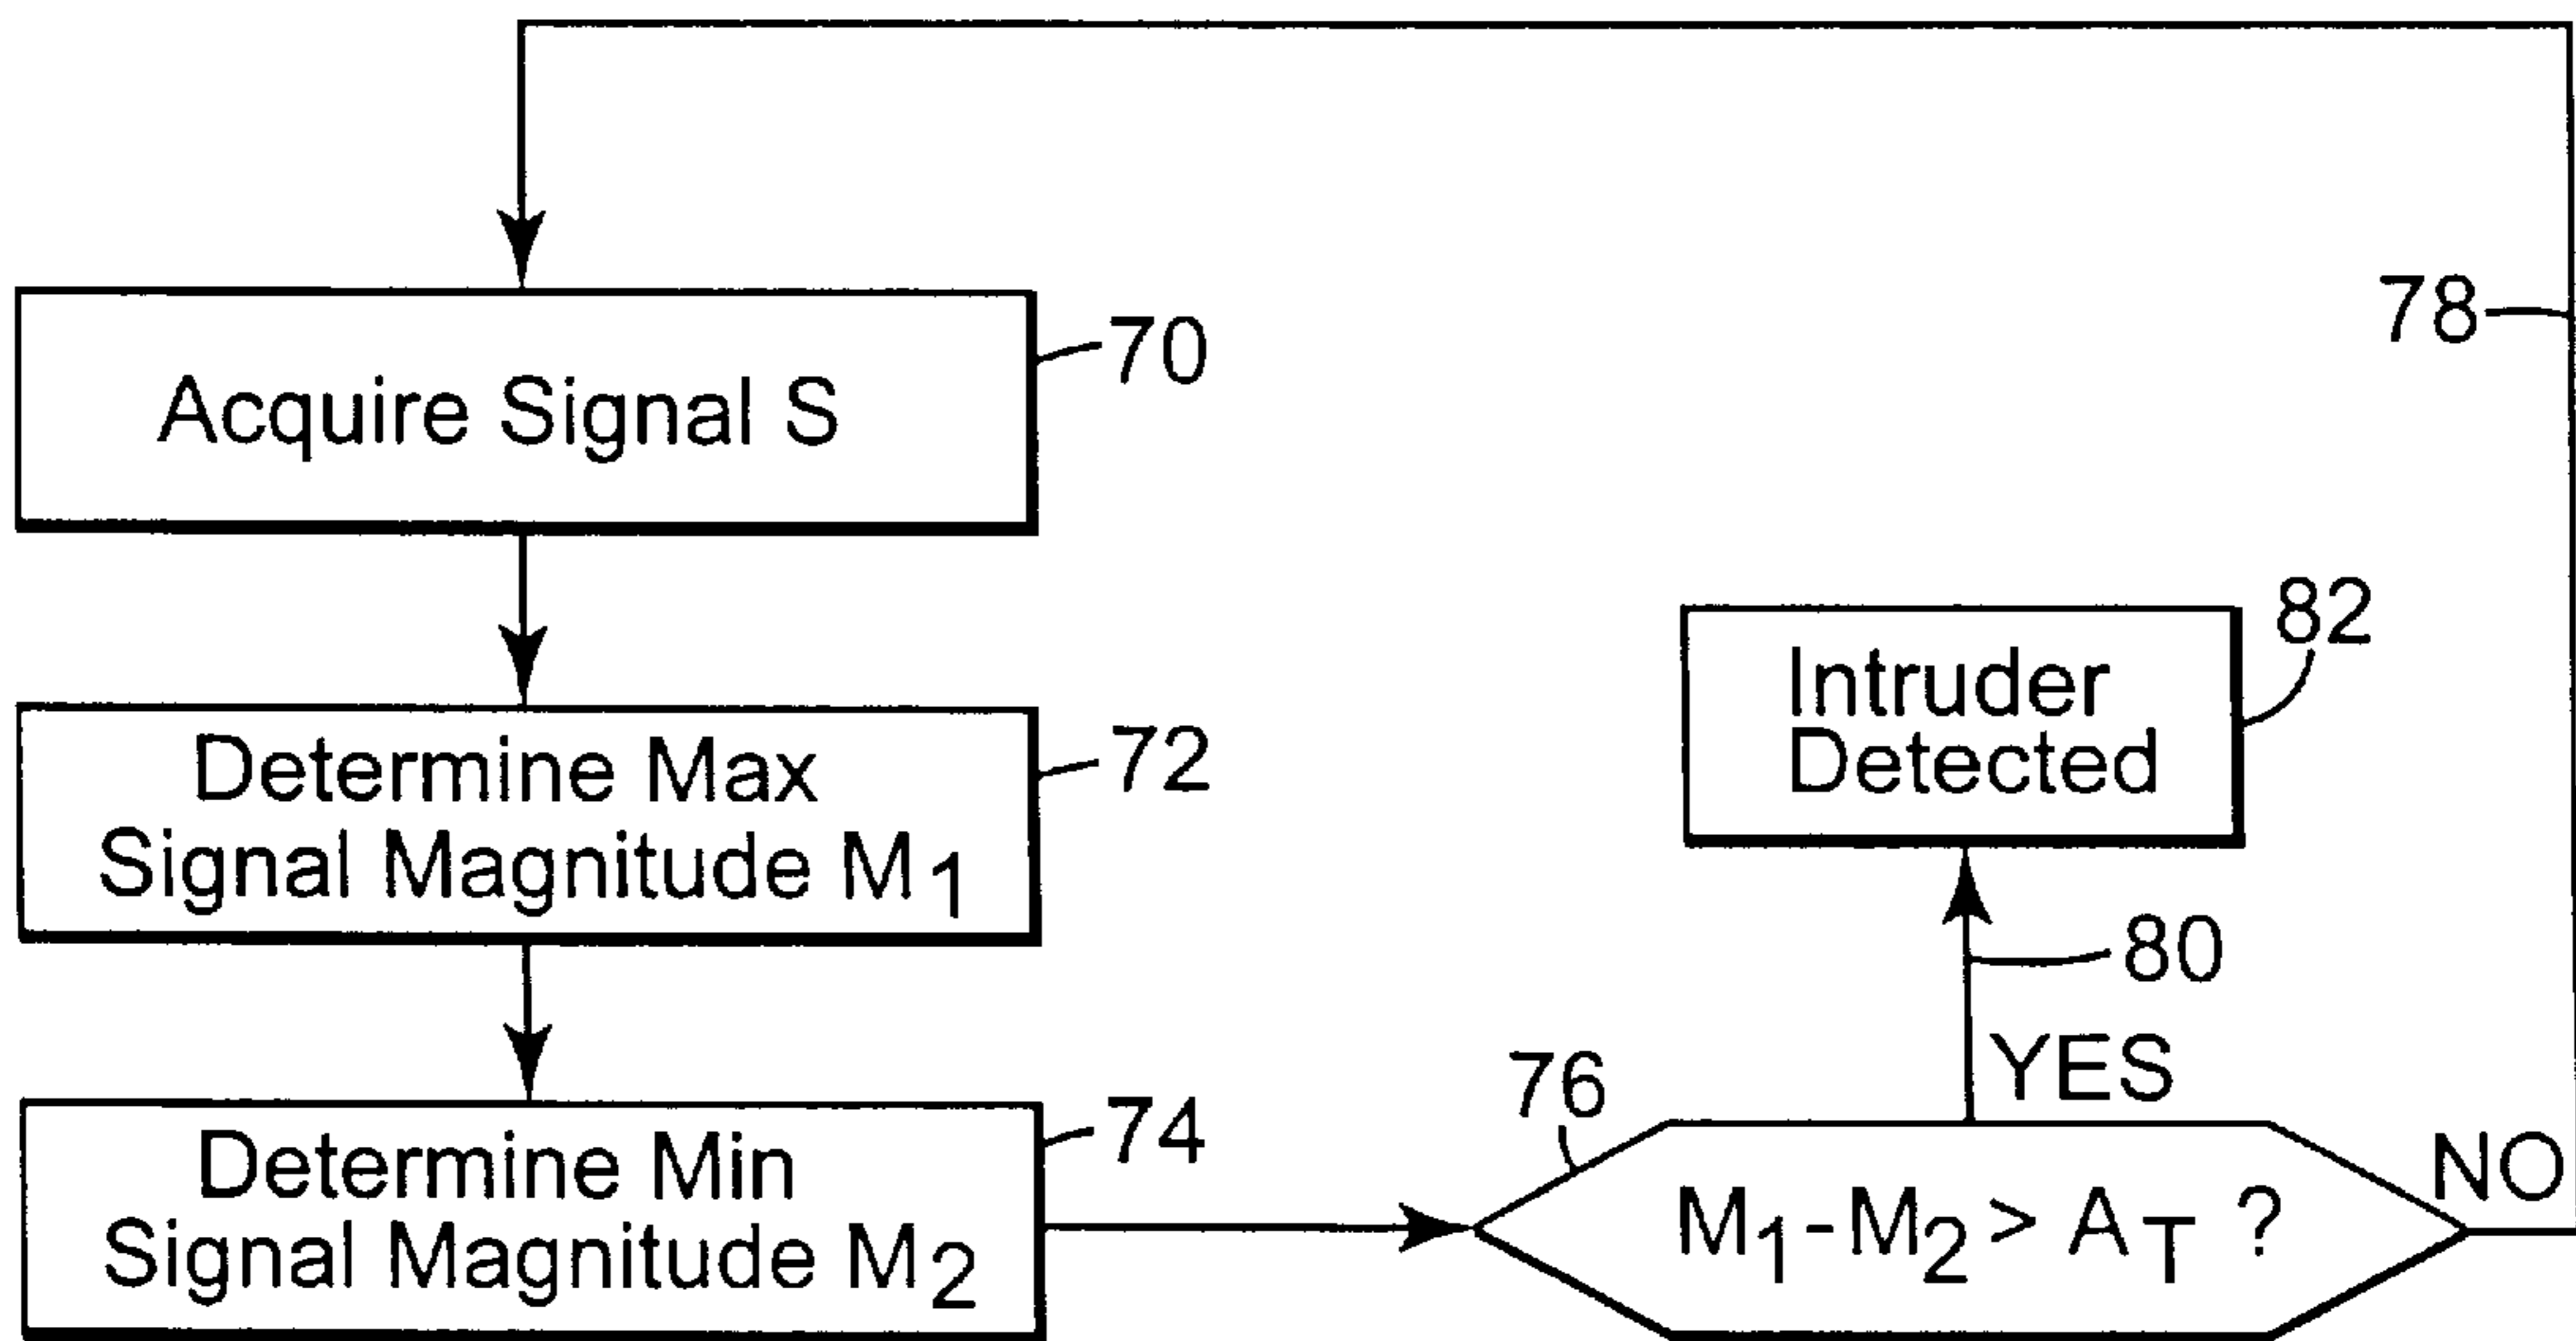 Acquire Signal S
70
Determine Max
Signal Magnitude M1
72
Determine Min
Signal Magnitude M2
74
76
M1-M2 > AT ?
YES
80
Intruder
Detected
82
NO
78